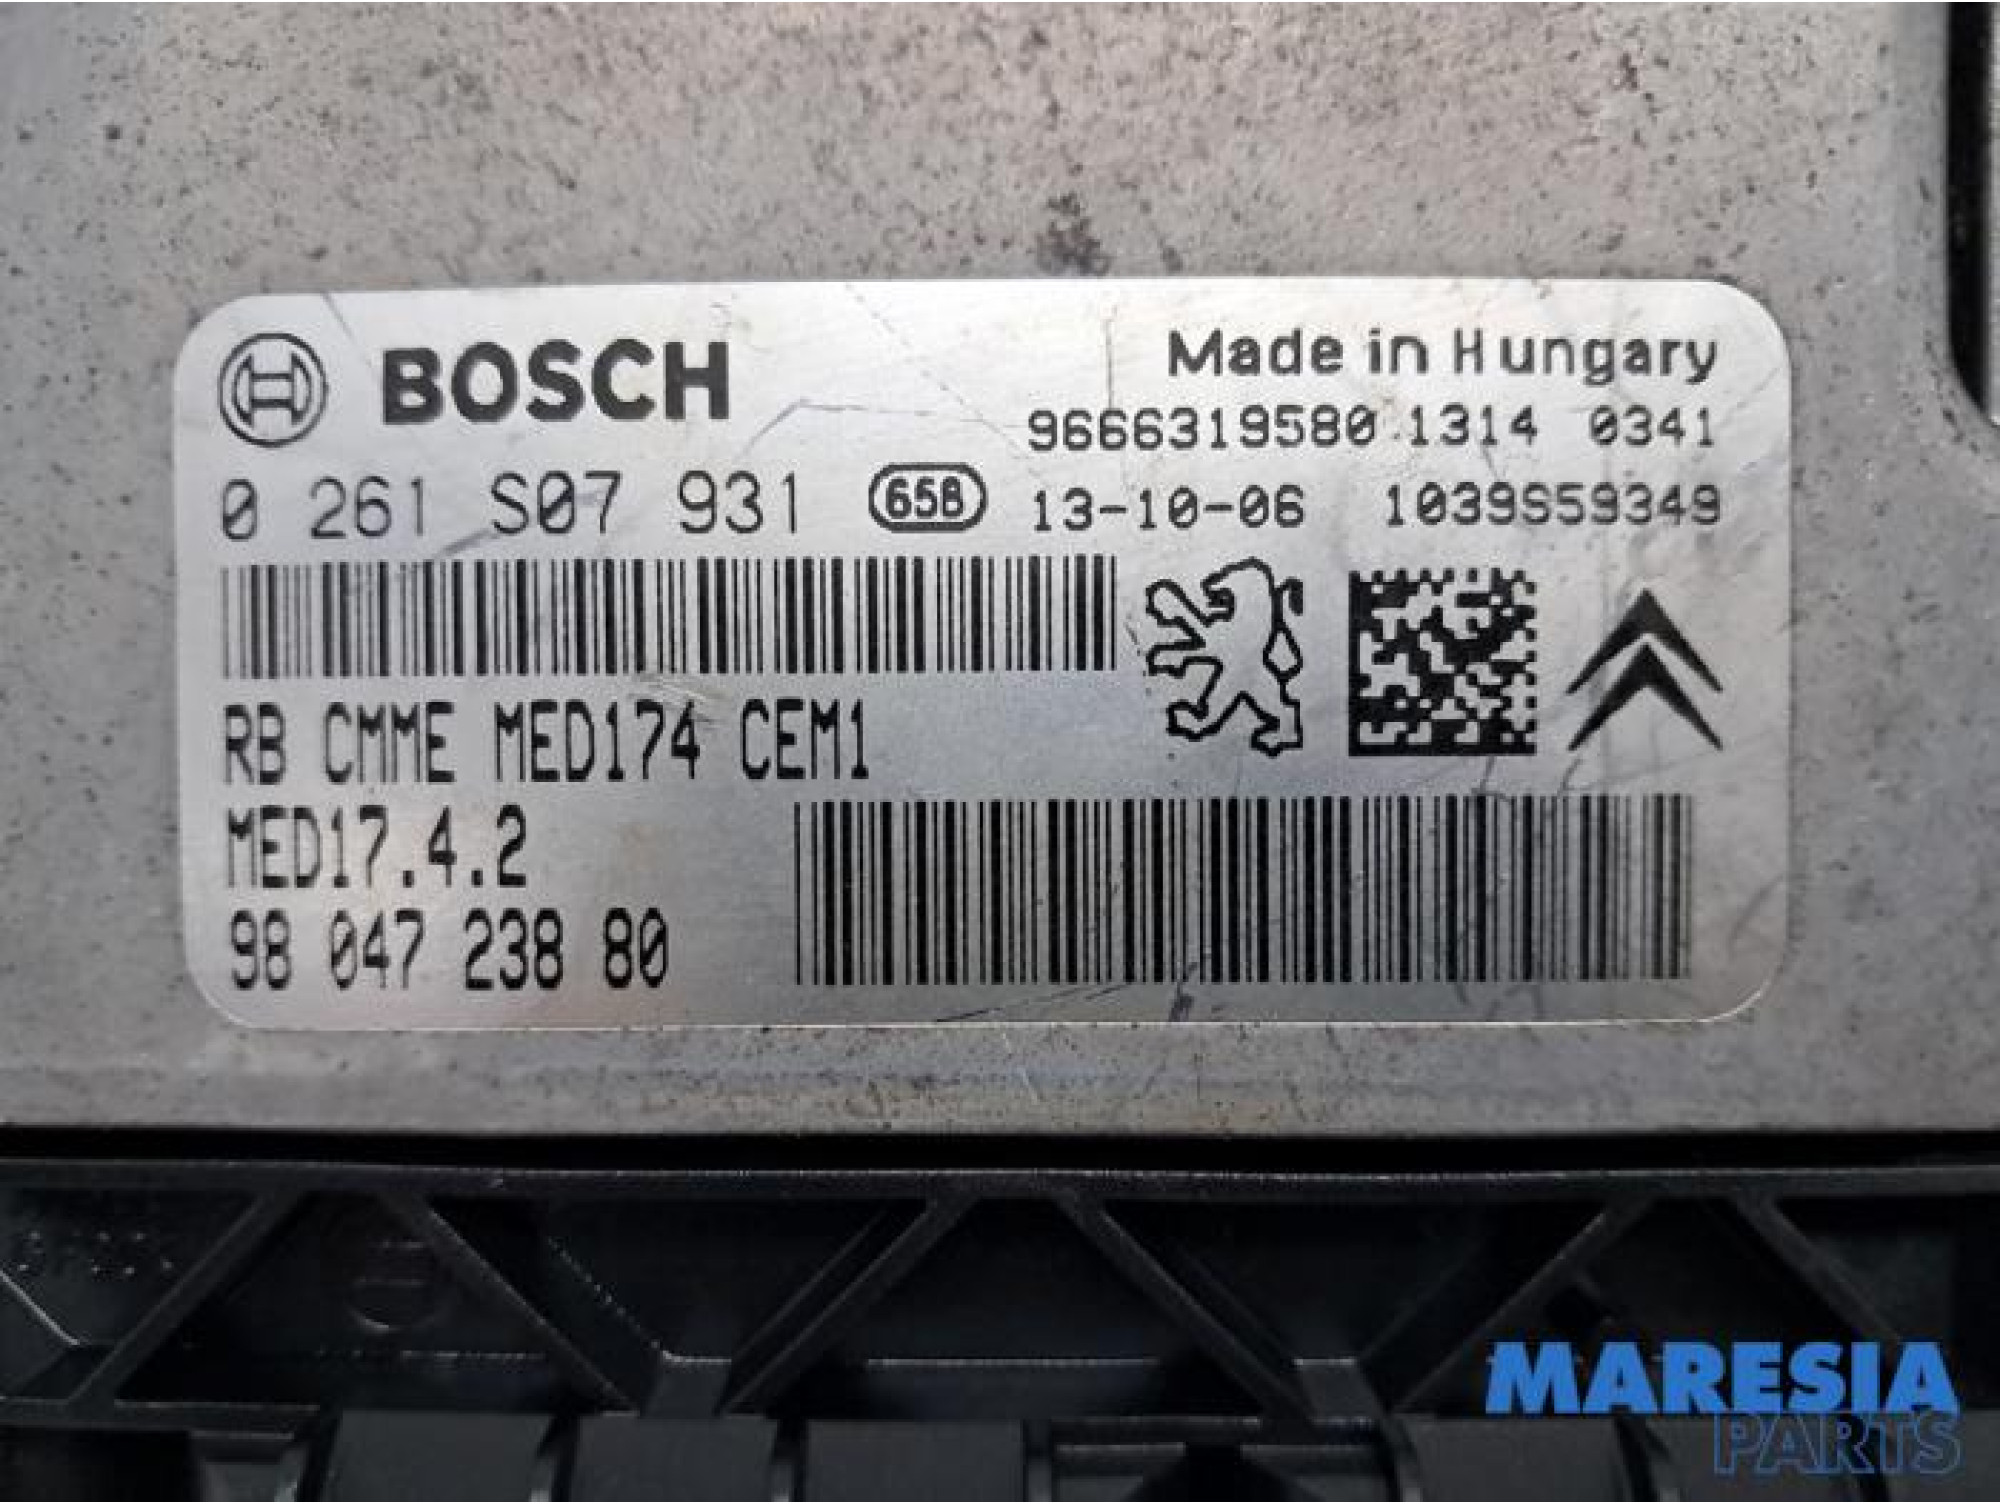 BOSCH
Made in Hungary
9666319580 1314 0341
0 261 S07 931 65B 13-10-06 1039S59349
RB CMME MED174 CEM1
MED17.4.2
98 047 238 80
MARESIA
PARTS